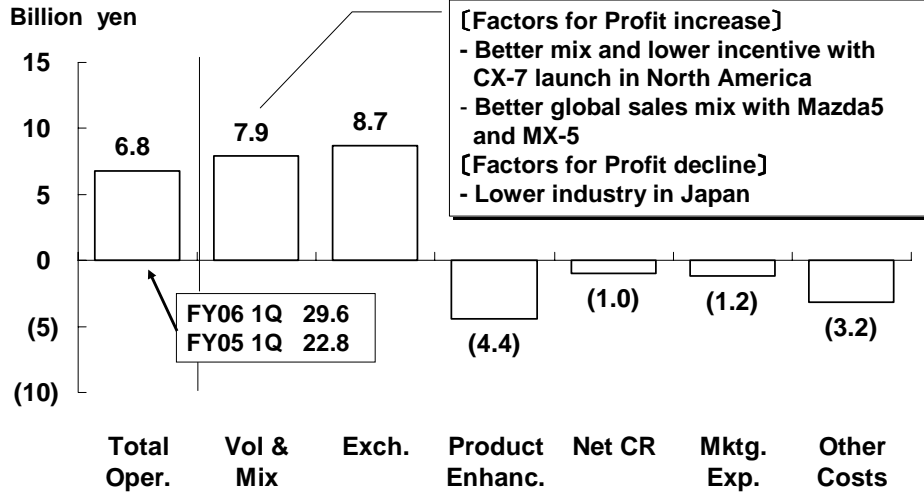 Billion yen
〔Factors for Profit increase〕
- Better mix and lower incentive with
CX-7 launch in North America
- Better global sales mix with Mazda5
and MX-5
〔Factors for Profit decline〕
- Lower industry in Japan
15
10
5
0
(5)
(10)
6.8
7.9
8.7
(4.4)
(1.0)
(1.2)
(3.2)
FY06 1Q 29.6
FY05 1Q 22.8
Total
Oper.
Vol &
Mix
Exch.
Product
Enhanc.
Net CR
Mktg.
Exp.
Other
Costs